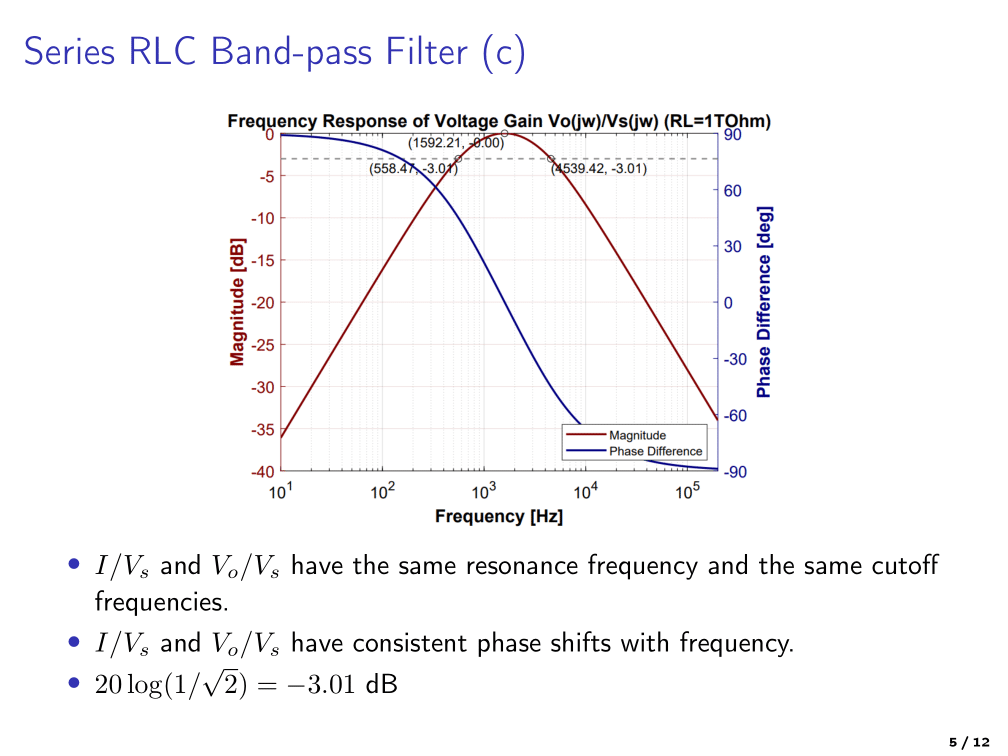 Series RLC Band-pass Filter (c)
Frequency Response of Voltage Gain Vo(jw)/Vs(jw) (RL=1TOhm)
0
-5
-10
-15
-20
-25
-30
-35
-40
Magnitude [dB]
(1592.21, -0.00)
(558.47, -3.01)
(4539.42, -3.01)
90
60
30
0
-30
-60
-90
Phase Difference [deg]
Magnitude
Phase Difference
10^1 10^2 10^3 10^4 10^5
Frequency [Hz]
• I/V_s and V_o/V_s have the same resonance frequency and the same cutoff
frequencies.
• I/V_s and V_o/V_s have consistent phase shifts with frequency.
• 20 log(1/√2) = −3.01 dB
5 / 12